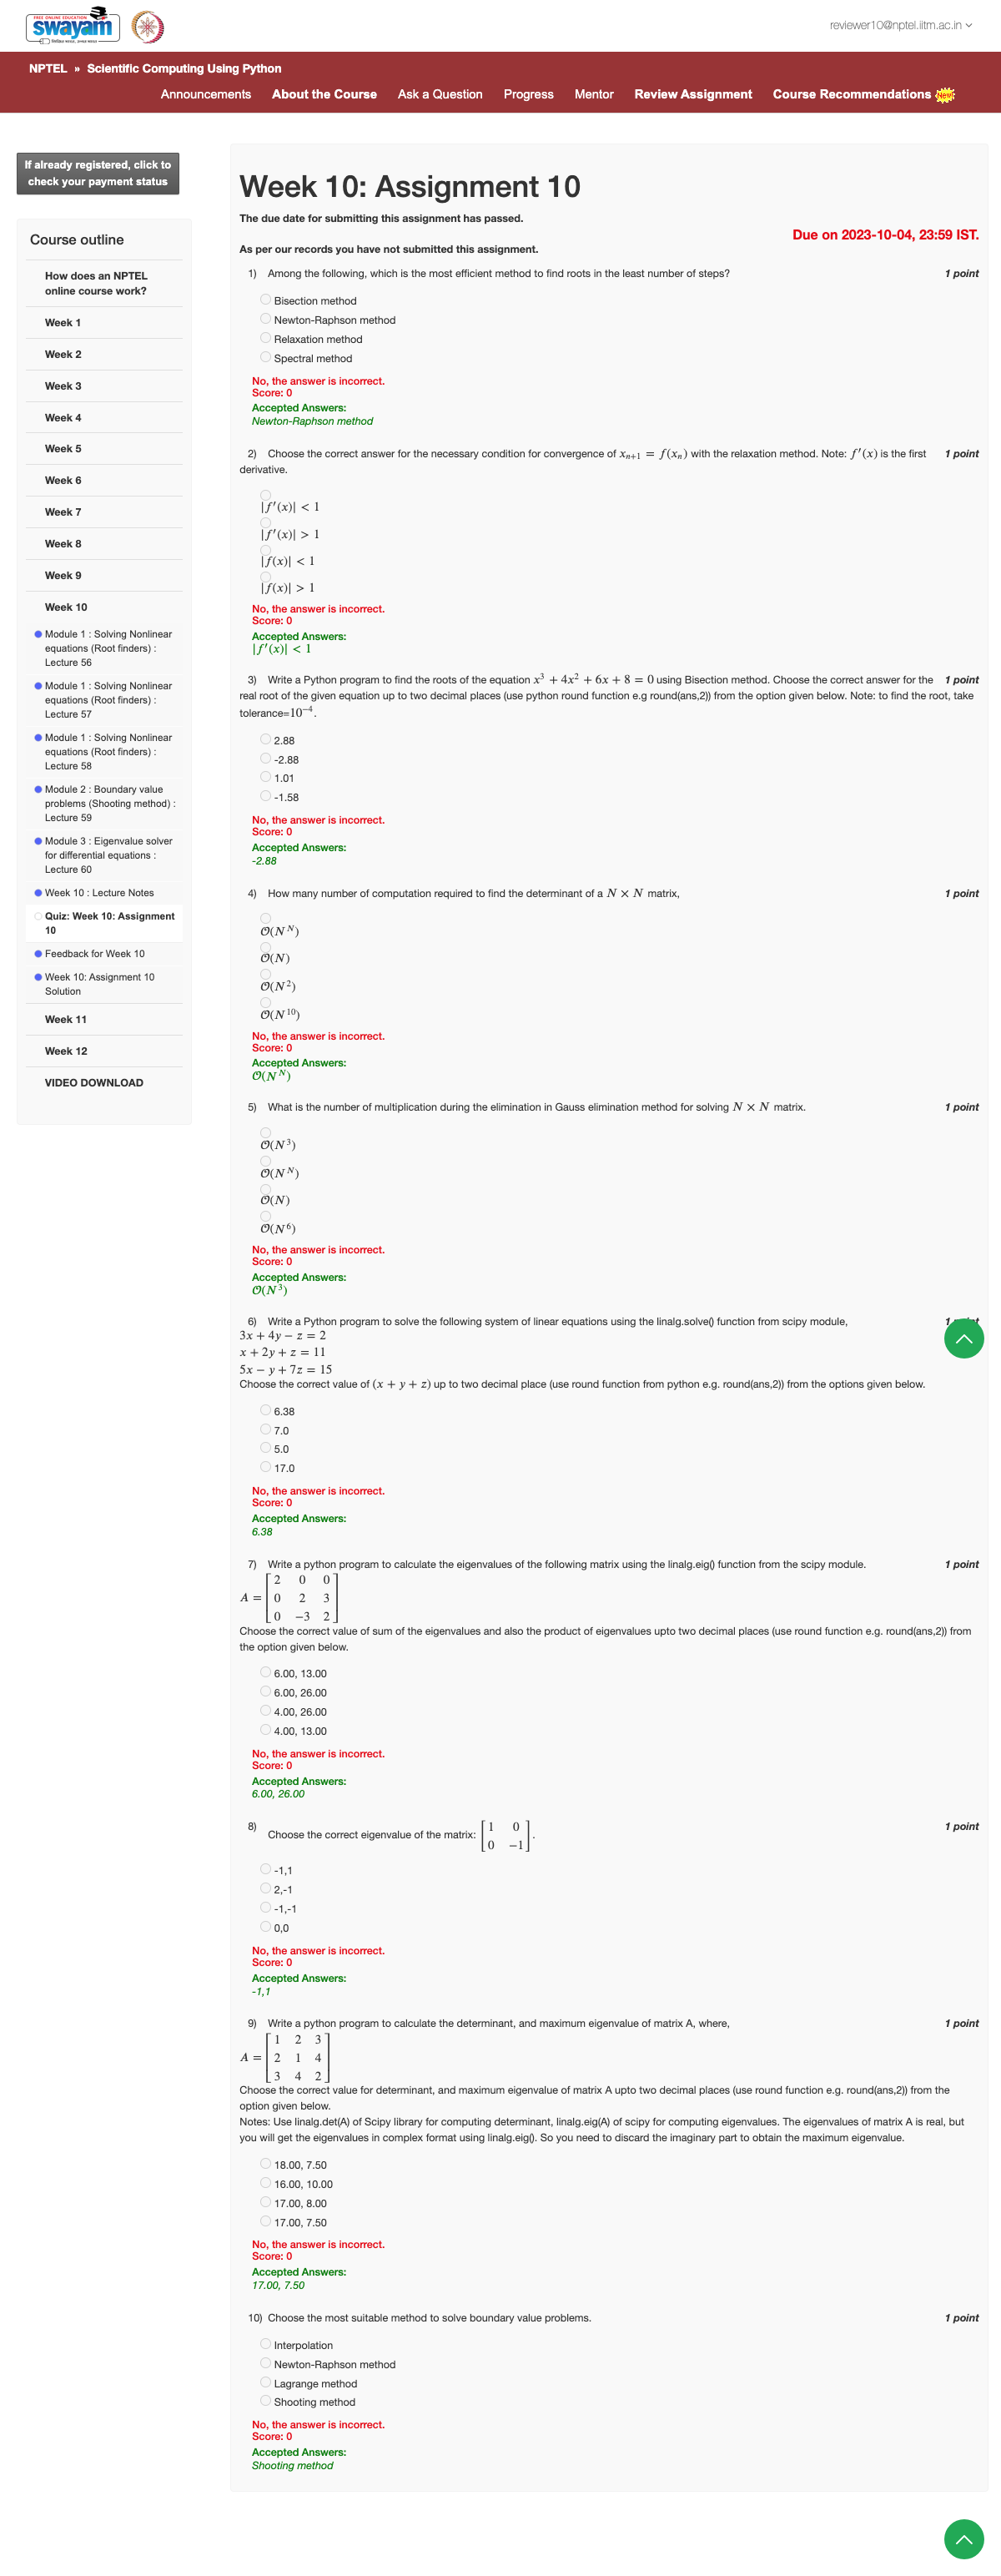 FREE ONLINE EDUCATION
swayam
reviewer10@nptel.iitm.ac.in
NPTEL » Scientific Computing Using Python
Announcements About the Course Ask a Question Progress Mentor Review Assignment Course Recommendations
If already registered, click to
check your payment status
Course outline
How does an NPTEL
online course work?
Week 1
Week 2
Week 3
Week 4
Week 5
Week 6
Week 7
Week 8
Week 9
Week 10
Module 1 : Solving Nonlinear
equations (Root finders) :
Lecture 56
Module 1 : Solving Nonlinear
equations (Root finders) :
Lecture 57
Module 1 : Solving Nonlinear
equations (Root finders) :
Lecture 58
Module 2 : Boundary value
problems (Shooting method) :
Lecture 59
Module 3 : Eigenvalue solver
for differential equations :
Lecture 60
Week 10 : Lecture Notes
Quiz: Week 10: Assignment
10
Feedback for Week 10
Week 10: Assignment 10
Solution
Week 11
Week 12
VIDEO DOWNLOAD
Week 10: Assignment 10
The due date for submitting this assignment has passed.
Due on 2023-10-04, 23:59 IST.
As per our records you have not submitted this assignment.
1) Among the following, which is the most efficient method to find roots in the least number of steps? 1 point
Bisection method
Newton-Raphson method
Relaxation method
Spectral method
No, the answer is incorrect.
Score: 0
Accepted Answers:
Newton-Raphson method
2) Choose the correct answer for the necessary condition for convergence of xₙ₊₁ = f(xₙ) with the relaxation method. Note: f′(x) is the first 1 point
derivative.
|f′(x)| < 1
|f′(x)| > 1
|f(x)| < 1
|f(x)| > 1
No, the answer is incorrect.
Score: 0
Accepted Answers:
|f′(x)| < 1
3) Write a Python program to find the roots of the equation x³ + 4x² + 6x + 8 = 0 using Bisection method. Choose the correct answer for the 1 point
real root of the given equation up to two decimal places (use python round function e.g round(ans,2)) from the option given below. Note: to find the root, take
tolerance=10⁻⁴.
2.88
-2.88
1.01
-1.58
No, the answer is incorrect.
Score: 0
Accepted Answers:
-2.88
4) How many number of computation required to find the determinant of a N × N matrix, 1 point
𝒪(Nᴺ)
𝒪(N)
𝒪(N²)
𝒪(N¹⁰)
No, the answer is incorrect.
Score: 0
Accepted Answers:
𝒪(Nᴺ)
5) What is the number of multiplication during the elimination in Gauss elimination method for solving N × N matrix. 1 point
𝒪(N³)
𝒪(Nᴺ)
𝒪(N)
𝒪(N⁶)
No, the answer is incorrect.
Score: 0
Accepted Answers:
𝒪(N³)
6) Write a Python program to solve the following system of linear equations using the linalg.solve() function from scipy module,
3x + 4y − z = 2
x + 2y + z = 11
5x − y + 7z = 15
Choose the correct value of (x + y + z) up to two decimal place (use round function from python e.g. round(ans,2)) from the options given below.
6.38
7.0
5.0
17.0
No, the answer is incorrect.
Score: 0
Accepted Answers:
6.38
7) Write a python program to calculate the eigenvalues of the following matrix using the linalg.eig() function from the scipy module. 1 point
2 0 0
A = 0 2 3
0 −3 2
Choose the correct value of sum of the eigenvalues and also the product of eigenvalues upto two decimal places (use round function e.g. round(ans,2)) from
the option given below.
6.00, 13.00
6.00, 26.00
4.00, 26.00
4.00, 13.00
No, the answer is incorrect.
Score: 0
Accepted Answers:
6.00, 26.00
8) Choose the correct eigenvalue of the matrix: [1 0 1 point
0 −1].
-1,1
2,-1
-1,-1
0,0
No, the answer is incorrect.
Score: 0
Accepted Answers:
-1,1
9) Write a python program to calculate the determinant, and maximum eigenvalue of matrix A, where, 1 point
1 2 3
A = 2 1 4
3 4 2
Choose the correct value for determinant, and maximum eigenvalue of matrix A upto two decimal places (use round function e.g. round(ans,2)) from the
option given below.
Notes: Use linalg.det(A) of Scipy library for computing determinant, linalg.eig(A) of scipy for computing eigenvalues. The eigenvalues of matrix A is real, but
you will get the eigenvalues in complex format using linalg.eig(). So you need to discard the imaginary part to obtain the maximum eigenvalue.
18.00, 7.50
16.00, 10.00
17.00, 8.00
17.00, 7.50
No, the answer is incorrect.
Score: 0
Accepted Answers:
17.00, 7.50
10) Choose the most suitable method to solve boundary value problems. 1 point
Interpolation
Newton-Raphson method
Lagrange method
Shooting method
No, the answer is incorrect.
Score: 0
Accepted Answers:
Shooting method